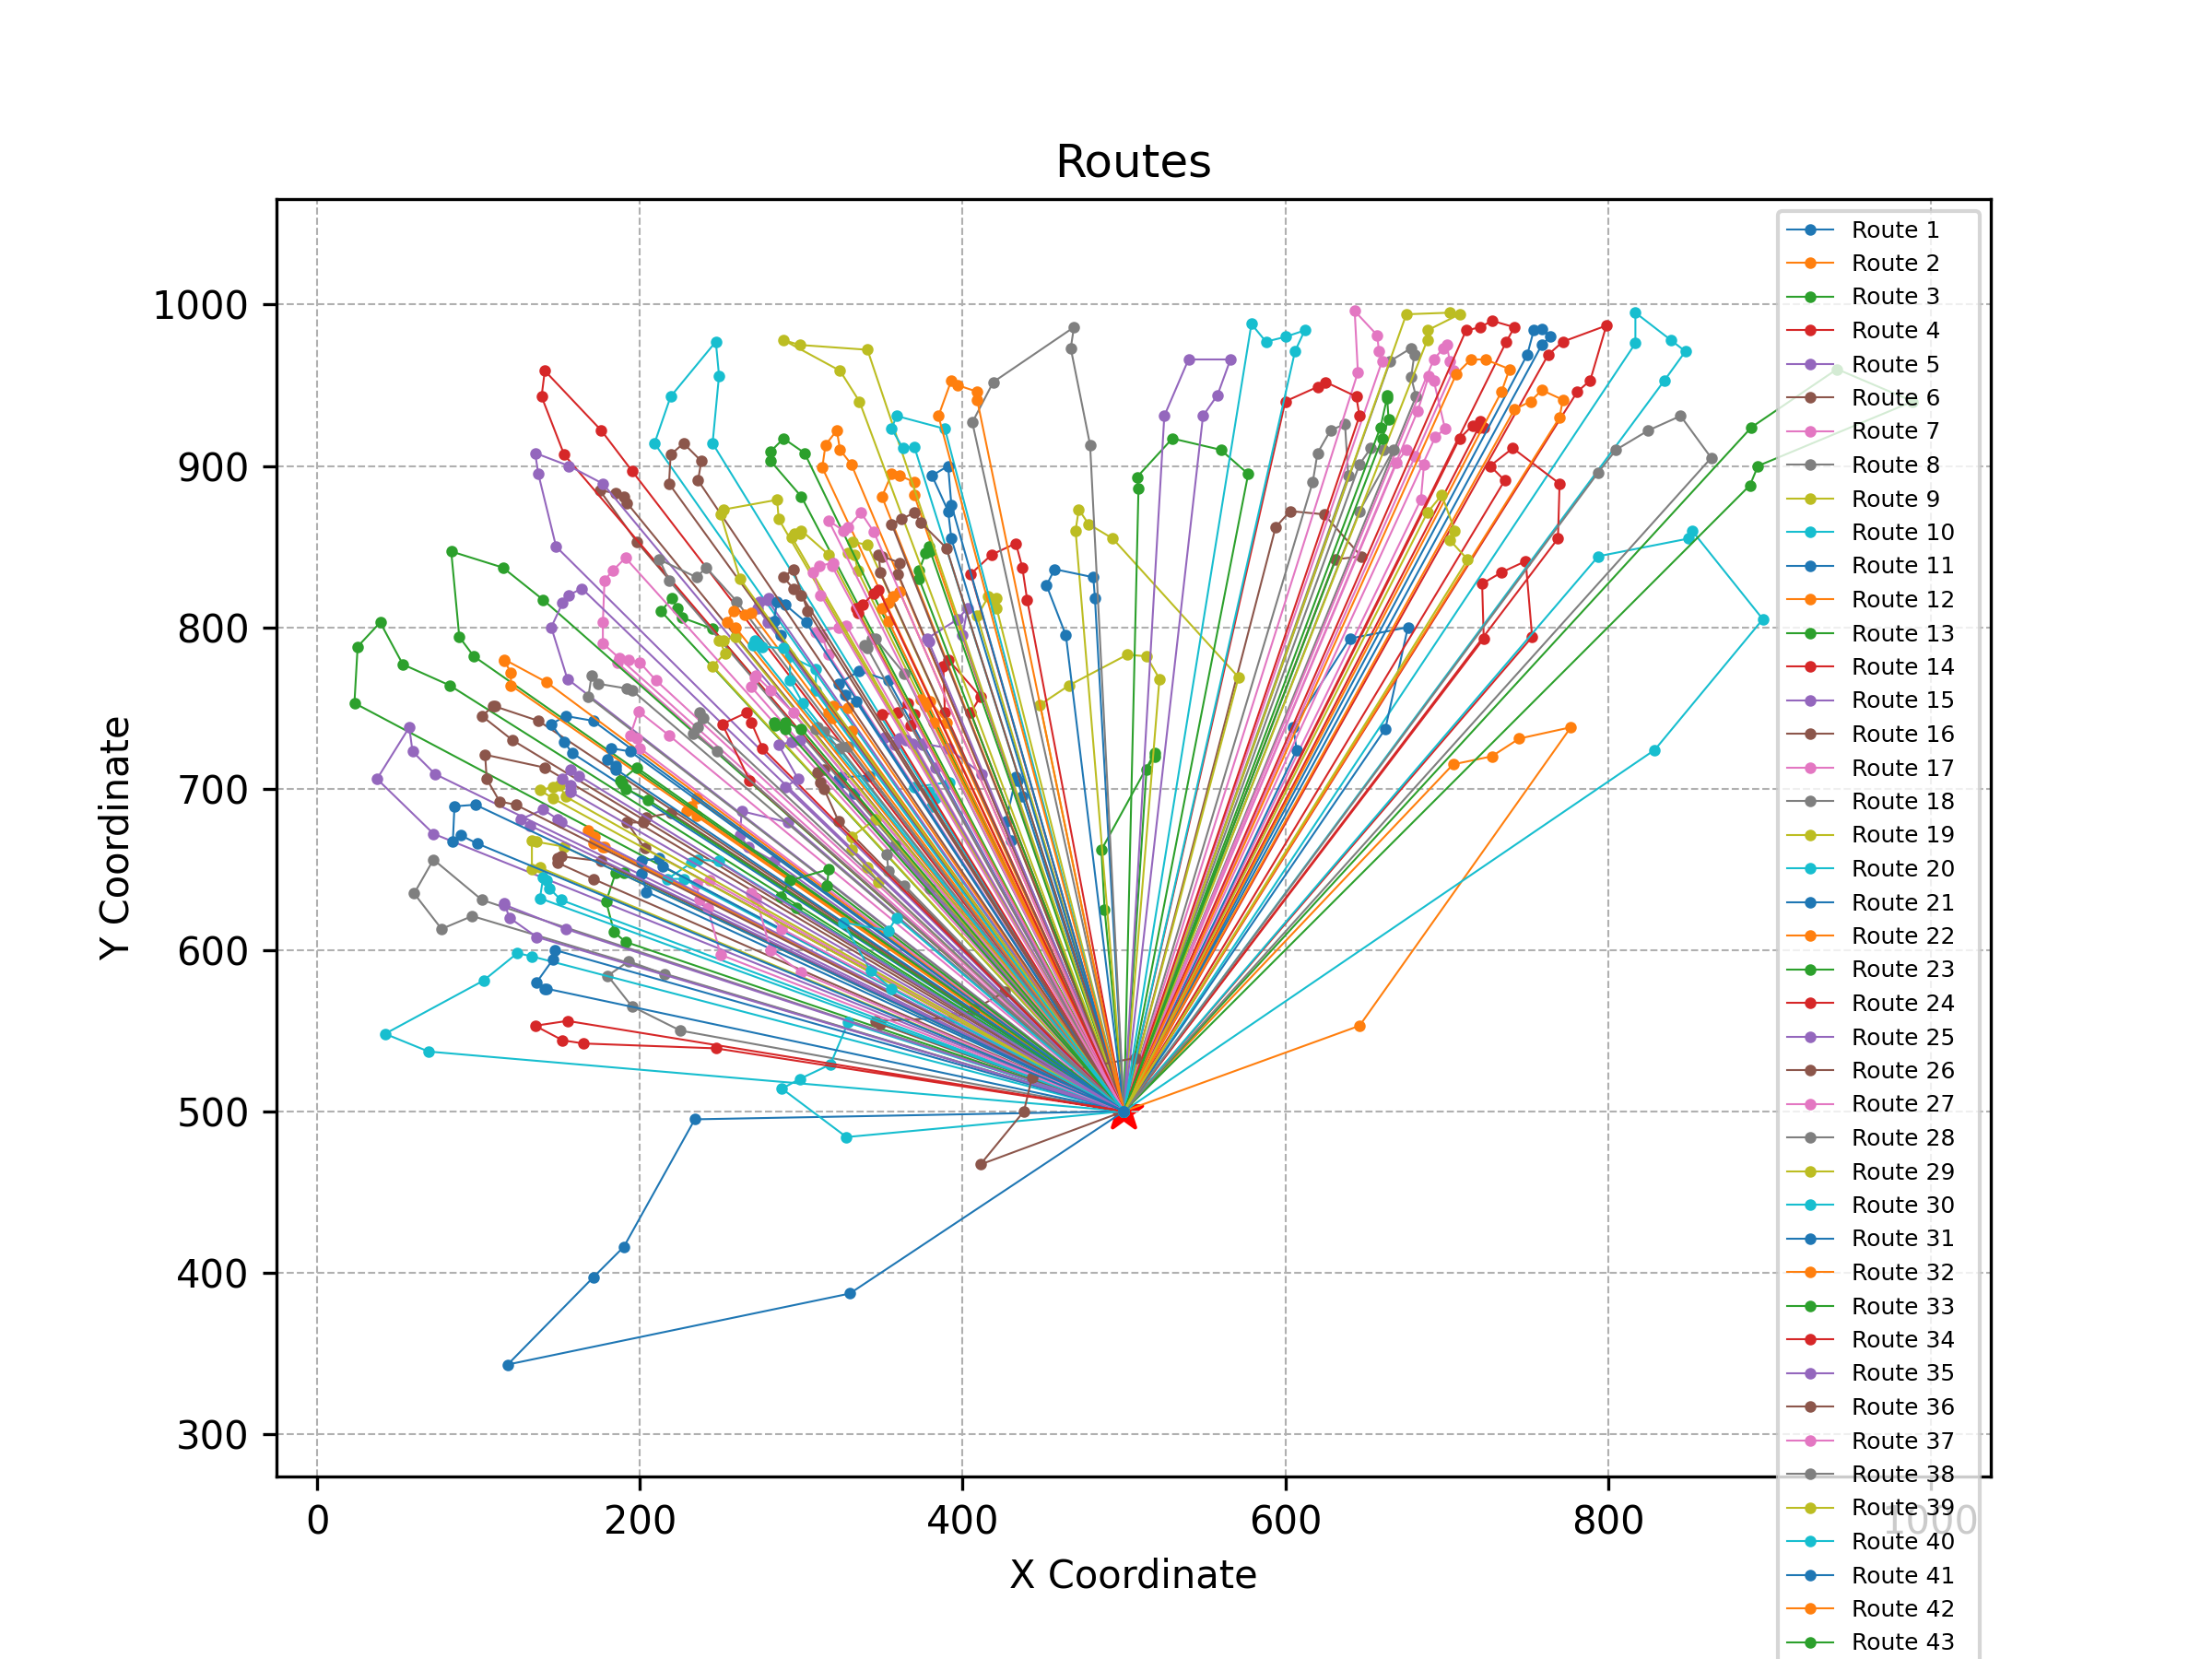 Routes
Y Coordinate
1000
900
800
700
600
500
400
300
0
200
400
600
800
1000
X Coordinate
Route 1
Route 2
Route 3
Route 4
Route 5
Route 6
Route 7
Route 8
Route 9
Route 10
Route 11
Route 12
Route 13
Route 14
Route 15
Route 16
Route 17
Route 18
Route 19
Route 20
Route 21
Route 22
Route 23
Route 24
Route 25
Route 26
Route 27
Route 28
Route 29
Route 30
Route 31
Route 32
Route 33
Route 34
Route 35
Route 36
Route 37
Route 38
Route 39
Route 40
Route 41
Route 42
Route 43